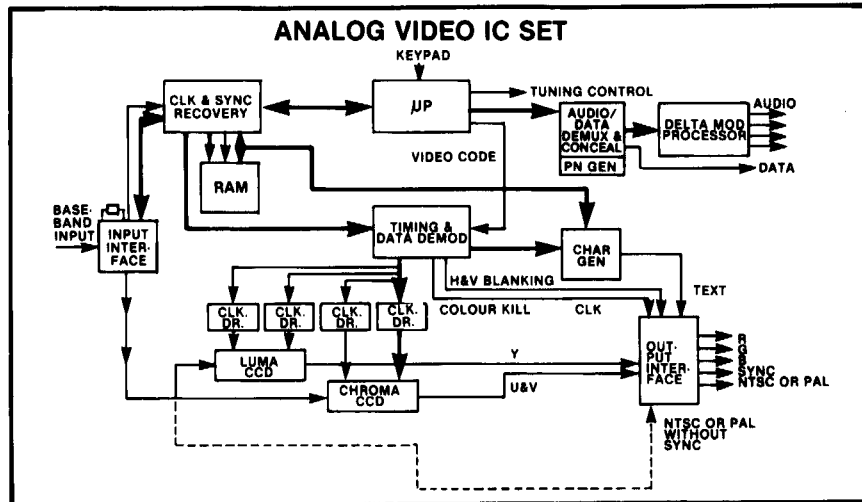 ANALOG VIDEO IC SET
KEYPAD
CLK & SYNC
RECOVERY
µP
TUNING CONTROL
AUDIO/
DATA
DEMUX &
CONCEAL
PN GEN
DELTA MOD
PROCESSOR
AUDIO
DATA
VIDEO CODE
RAM
BASE-
BAND
INPUT
INPUT
INTER-
FACE
TIMING &
DATA DEMOD
CHAR
GEN
H&V BLANKING
COLOUR KILL
CLK
TEXT
CLK.
DR.
CLK.
DR.
CLK.
DR.
CLK.
DR.
LUMA
CCD
Y
CHROMA
CCD
U&V
OUT-
PUT
INTER-
FACE
R
G
B
SYNC
NTSC OR PAL
NTSC OR PAL
WITHOUT
SYNC